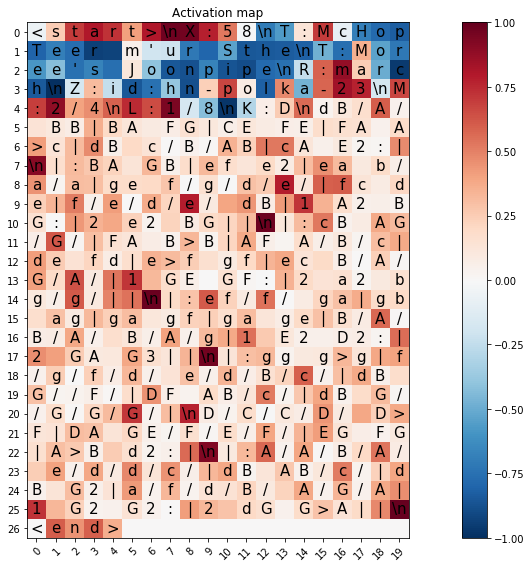 Activation map
0 < s t a r t > \n X : 5 8 \n T : M c H o p
1 T e e r m ' u r S t h e \n T : M o r
2 e e ' s J o o n p i p e \n R : m a r c
3 h \n Z : i d : h n - p o l k a - 2 3 \n M
4 : 2 / 4 \n L : 1 / 8 \n K : D \n d B / A /
5 B B | B A F G | C E F E | F A A
6 > c | d B c / B / A B | c A E 2 : |
7 \n | : B A G B | e f e 2 | e a b /
8 a / a | g e f / g / d / e / | f c d
9 e | f / e / d / e / d B | 1 A 2 B
10 G : | 2 e 2 B G | | \n | : c B A G
11 / G / | F A B > B | A F A / B / c |
12 d e f d | e > f g f | e c B / A /
13 G / A / | 1 G E G F : | 2 a 2 b
14 g / g / | | \n | : e f / f / g a | g b
15 a g | g a g f | g a g e | B / A /
16 B / A / B / A / g | 1 E 2 D 2 : |
17 2 G A G 3 | | \n | : g g g > g | f
18 / g / f / d / e / d / B / c / | d B
19 G / / F / | D F A B / c / | d B G /
20 / G / G / G / | \n D / C / C / D / D >
21 F | D A G E F / E / F / | E G F G
22 | A > B d 2 : | \n | : A / A / B / A /
23 e / d / d / c / | d B A B / c / | d
24 B G 2 | a / f / d / B / A / G / A |
25 1 G 2 G 2 : | 2 d G G > A | | \n
26 < e n d >
0 1 2 3 4 5 6 7 8 9 10 11 12 13 14 15 16 17 18 19
1.00
0.75
0.50
0.25
0.00
−0.25
−0.50
−0.75
−1.00